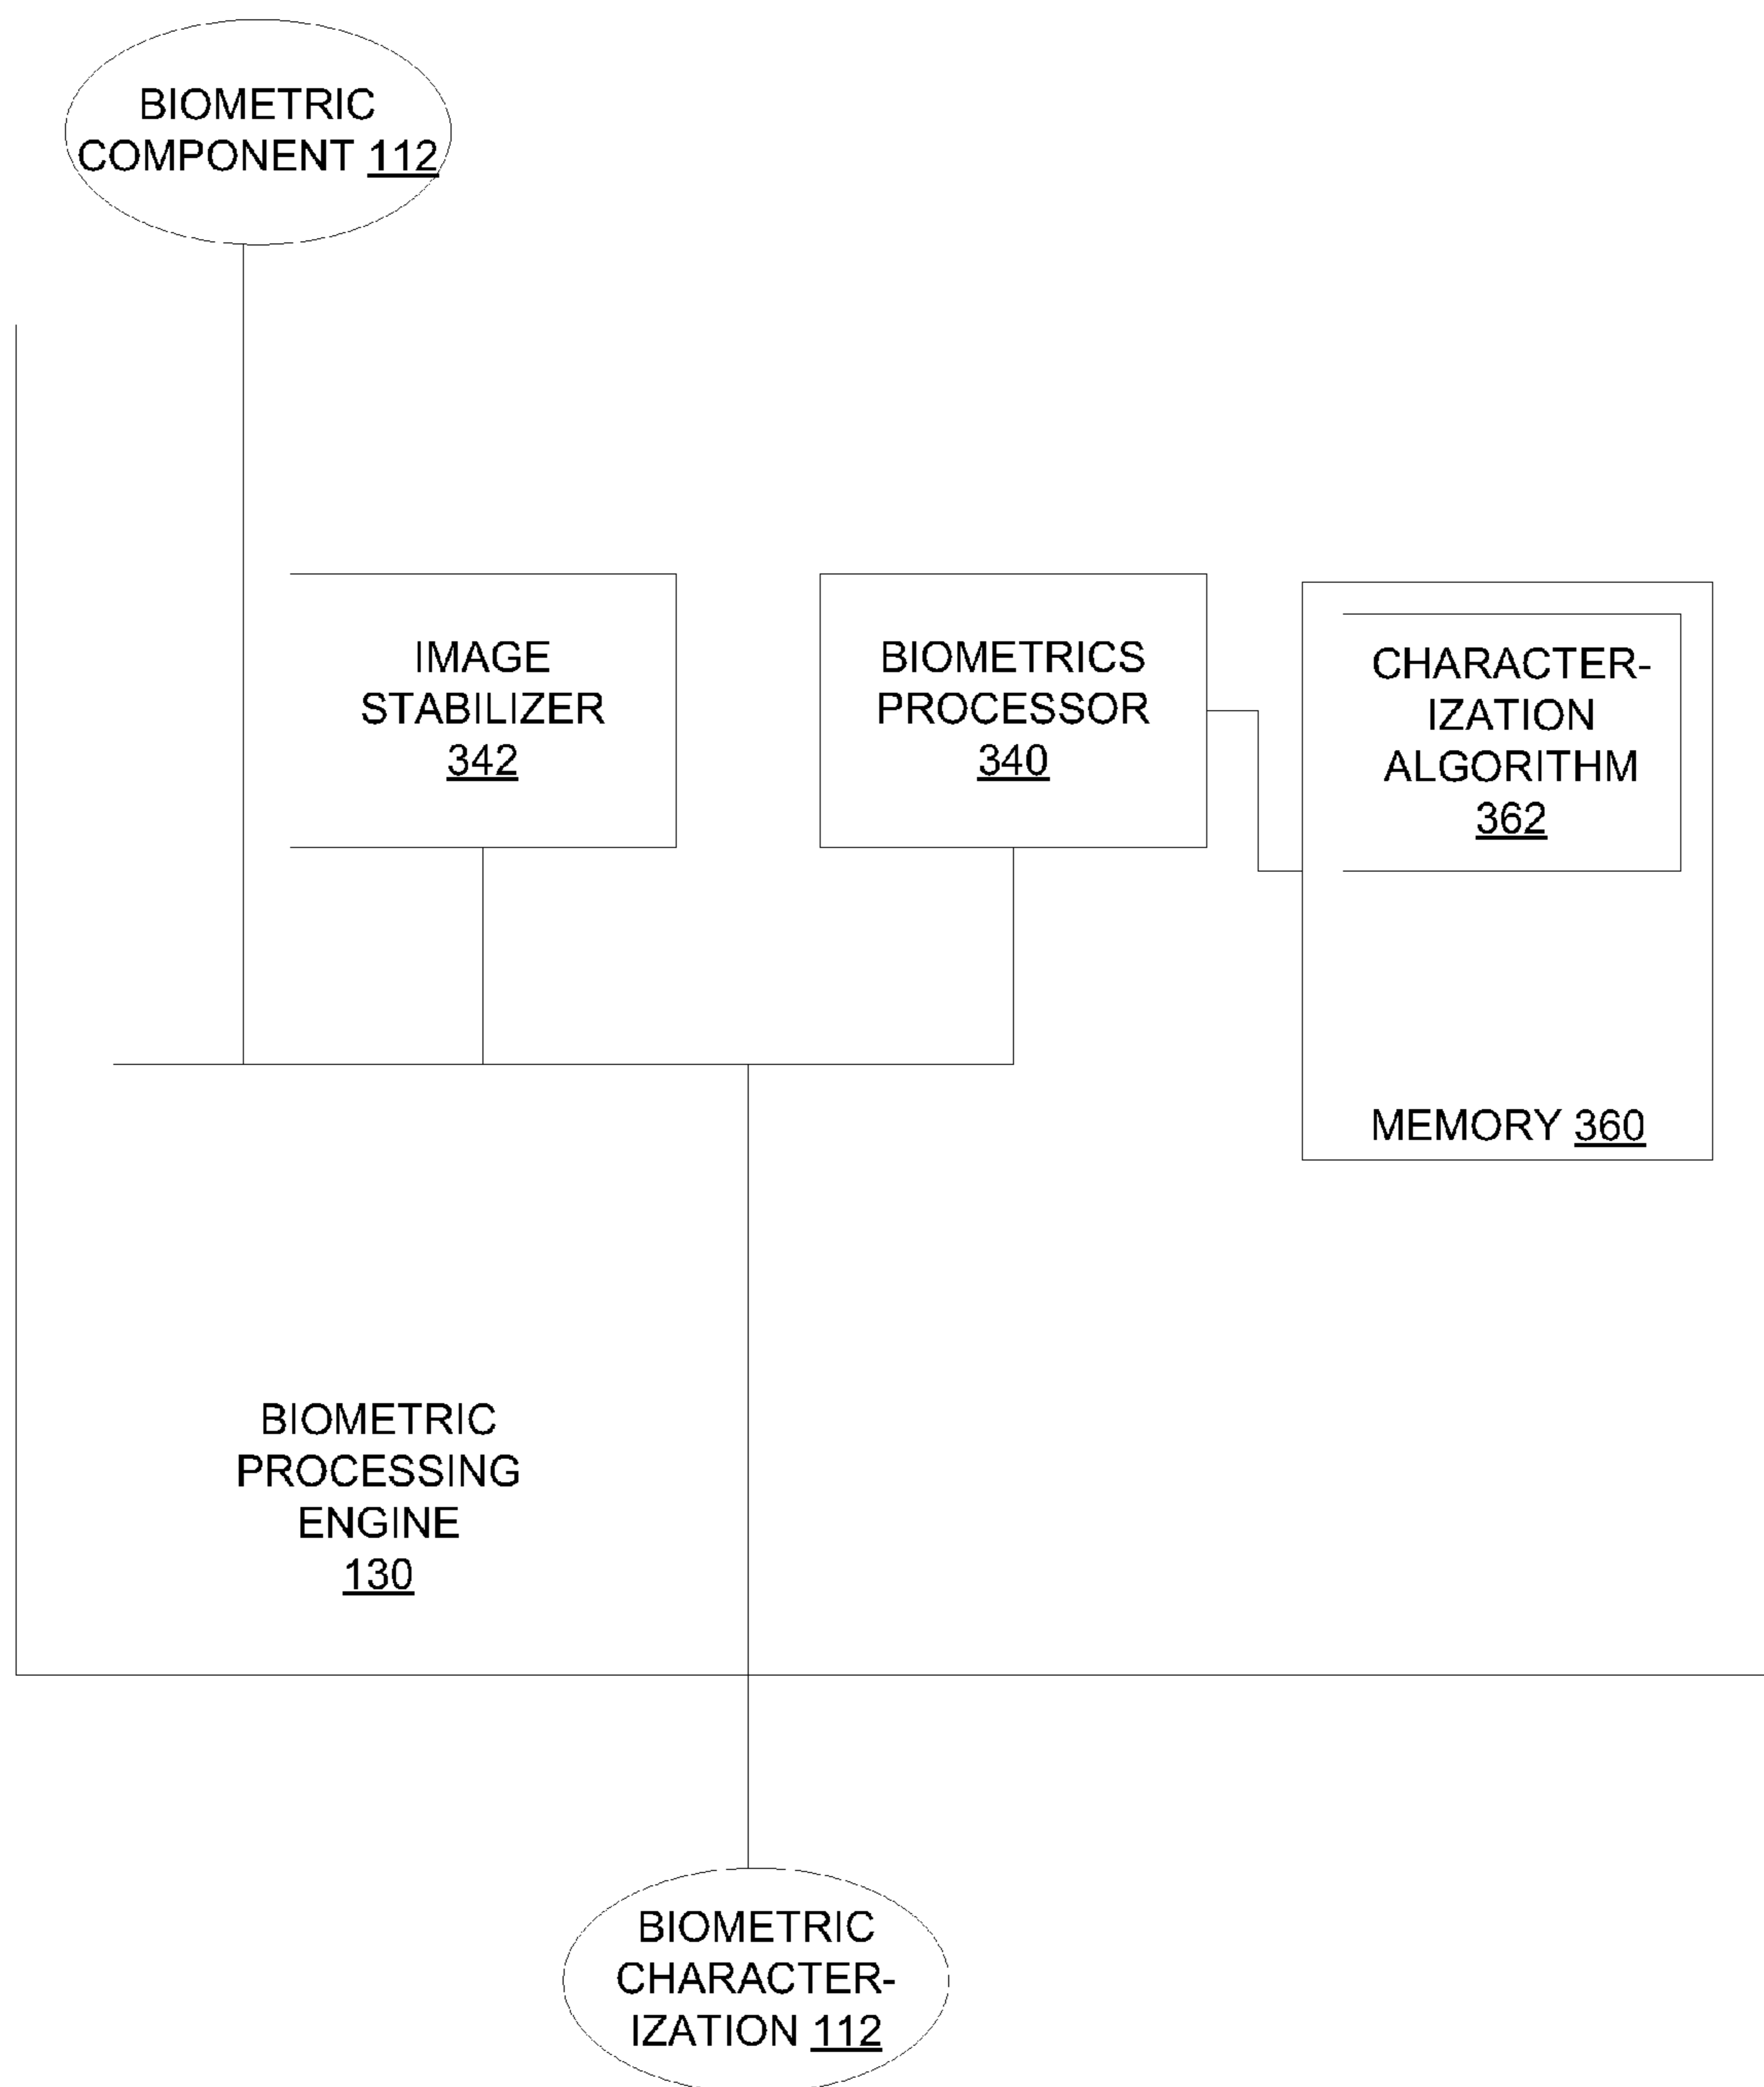 BIOMETRIC
COMPONENT 112
IMAGE
STABILIZER
342
BIOMETRICS
PROCESSOR
340
CHARACTER-
IZATION
ALGORITHM
362
MEMORY 360
BIOMETRIC
PROCESSING
ENGINE
130
BIOMETRIC
CHARACTER-
IZATION 112